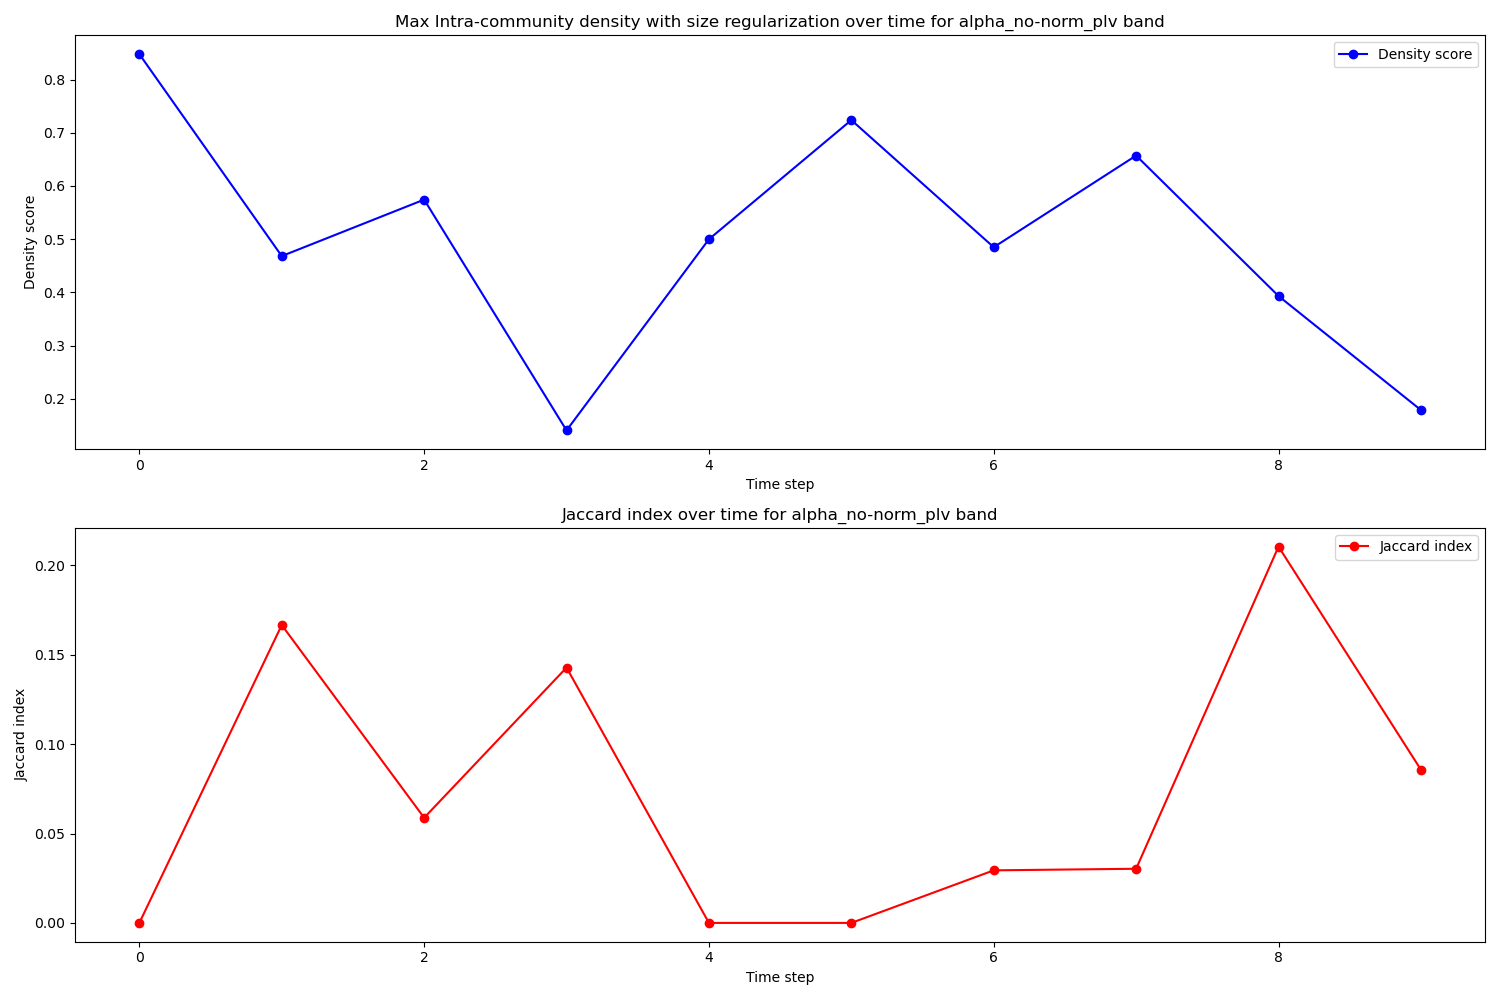 Max Intra-community density with size regularization over time for alpha_no-norm_plv band
Density score
0.8
0.7
0.6
0.5
0.4
0.3
0.2
Density score
0
2
4
6
8
Time step
Jaccard index over time for alpha_no-norm_plv band
Jaccard index
0.20
0.15
0.10
0.05
0.00
Jaccard index
0
2
4
6
8
Time step